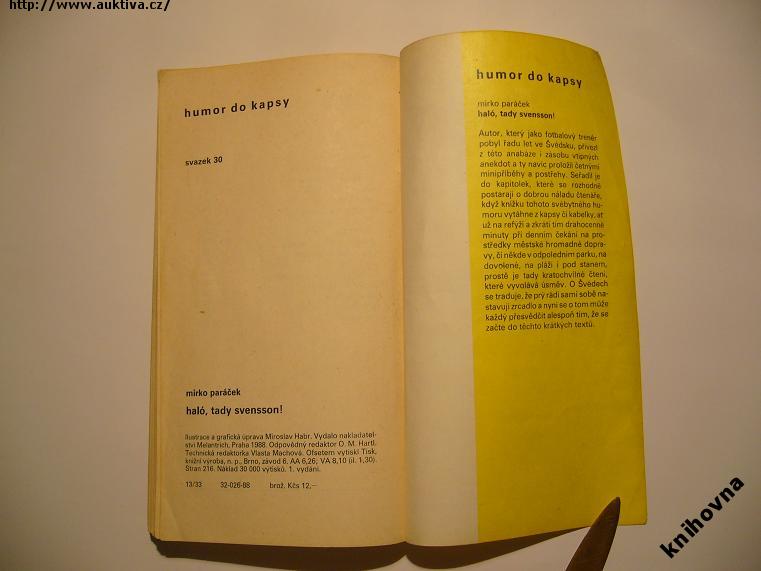 http://www.auktiva.cz/
humor do kapsy
svazek 30
mirko paráček
haló, tady svensson!
Ilustrace a grafická úprava Miroslav Habr. Vydalo nakladatel-
ství Melantrich, Praha 1988. Odpovědný redaktor O. M. Hartl.
Technická redaktorka Vlasta Machová. Ofsetem vytiskl Tisk,
knižní výroba, n. p., Brno, závod 6. AA 6,26; VA 8,10 (il. 1,30).
Stran 216. Náklad 30 000 výtisků. 1. vydání.
13/33 32-026-88 brož. Kčs 12,—
humor do kapsy
mirko paráček
haló, tady svensson!
Autor, který jako fotbalový trenér
pobyl řadu let ve Švédsku, přivezl
z této anabáze i zásobu vtipných
anekdot a ty navíc proložil četnými
minipříběhy a postřehy. Seřadil je
do kapitolek, které se rozhodně
postarají o dobrou náladu čtenáře,
když knížku tohoto svébytného hu-
moru vytáhne z kapsy či kabelky, ať
už na refýži a zkrátí tím drahocenné
minuty při denním čekání na pro-
středky městské hromadné dopra-
vy, či někde v odpoledním parku, na
dovolené, na pláži i pod stanem,
prostě je tady kratochvilné čtení,
které vyvolává úsměv. O Švédech
se traduje, že prý rádi sami sobě na-
stavují zrcadlo a nyní se o tom může
každý přesvědčit alespoň tím, že se
začte do těchto krátkých textů.
knihovna